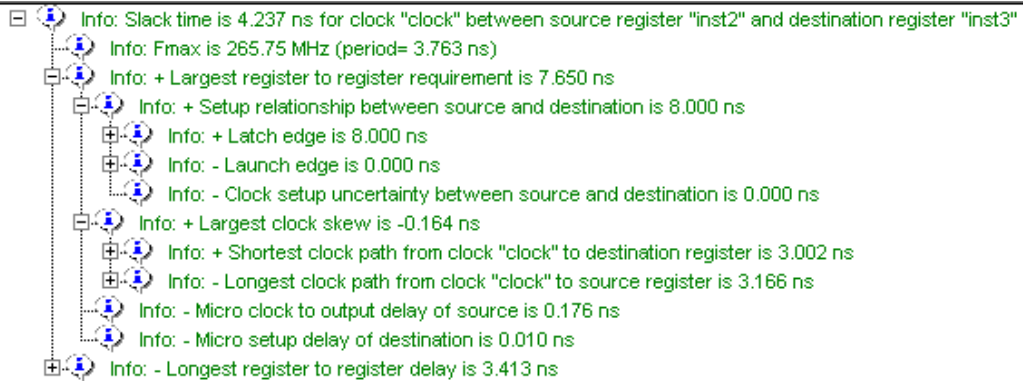 Info: Slack time is 4.237 ns for clock "clock" between source register "inst2" and destination register "inst3"
Info: Fmax is 265.75 MHz (period= 3.763 ns)
Info: + Largest register to register requirement is 7.650 ns
Info: + Setup relationship between source and destination is 8.000 ns
Info: + Latch edge is 8.000 ns
Info: - Launch edge is 0.000 ns
Info: - Clock setup uncertainty between source and destination is 0.000 ns
Info: + Largest clock skew is -0.164 ns
Info: + Shortest clock path from clock "clock" to destination register is 3.002 ns
Info: - Longest clock path from clock "clock" to source register is 3.166 ns
Info: - Micro clock to output delay of source is 0.176 ns
Info: - Micro setup delay of destination is 0.010 ns
Info: - Longest register to register delay is 3.413 ns